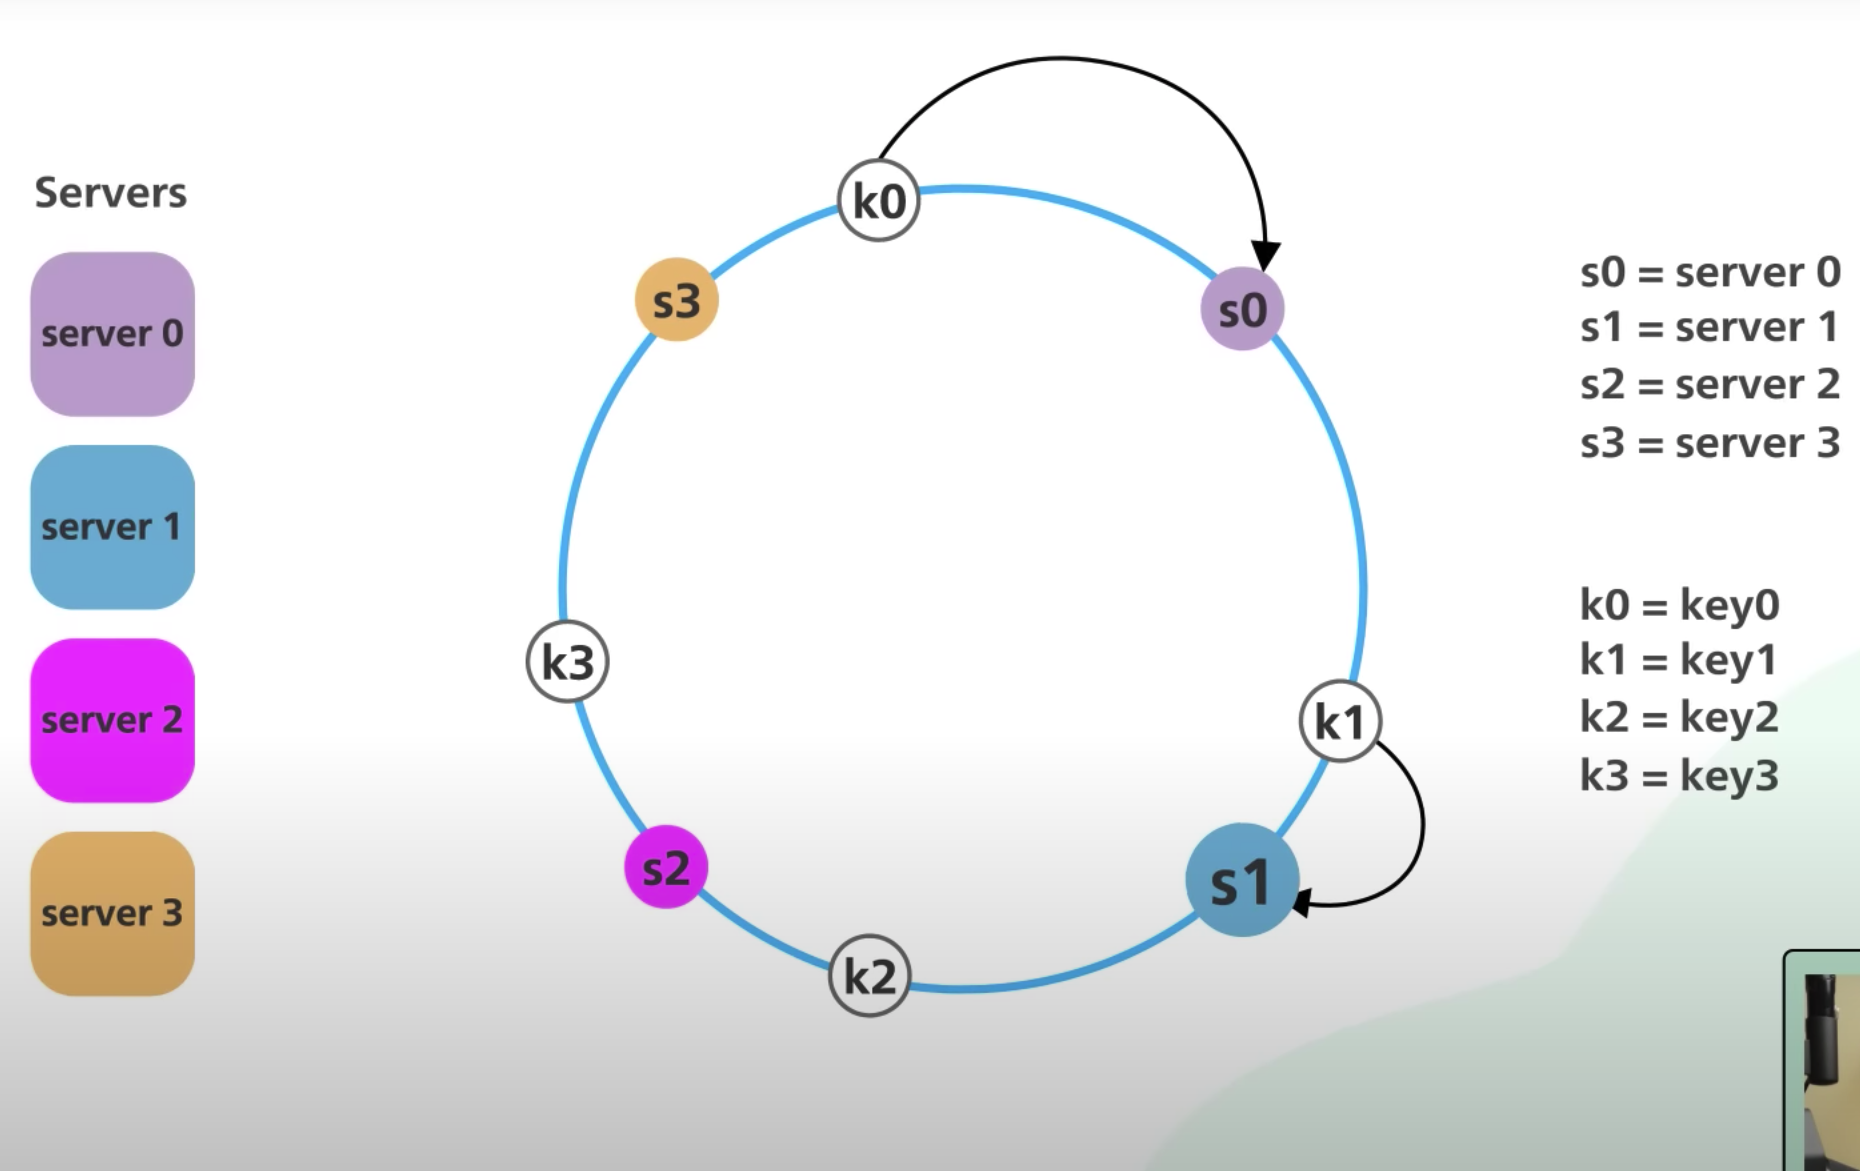 Servers
server 0
server 1
server 2
server 3
k0
s3
s0
k3
k1
s2
s1
k2
s0 = server 0
s1 = server 1
s2 = server 2
s3 = server 3
k0 = key0
k1 = key1
k2 = key2
k3 = key3